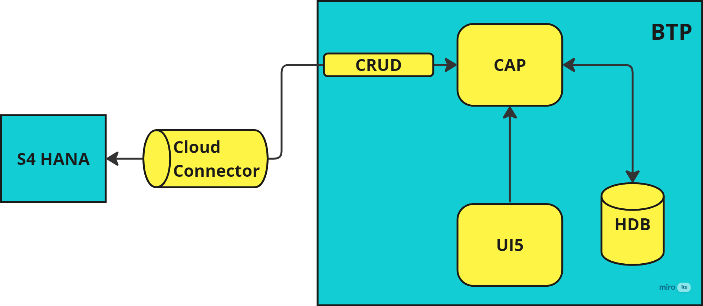 BTP
CRUD
CAP
S4 HANA
Cloud
Connector
UI5
HDB
miro